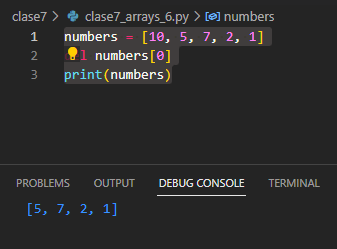 clase7 > clase7_arrays_6.py > numbers
1 numbers = [10, 5, 7, 2, 1]
2 numbers[0]
3 print(numbers)
PROBLEMS OUTPUT DEBUG CONSOLE TERMINAL
[5, 7, 2, 1]